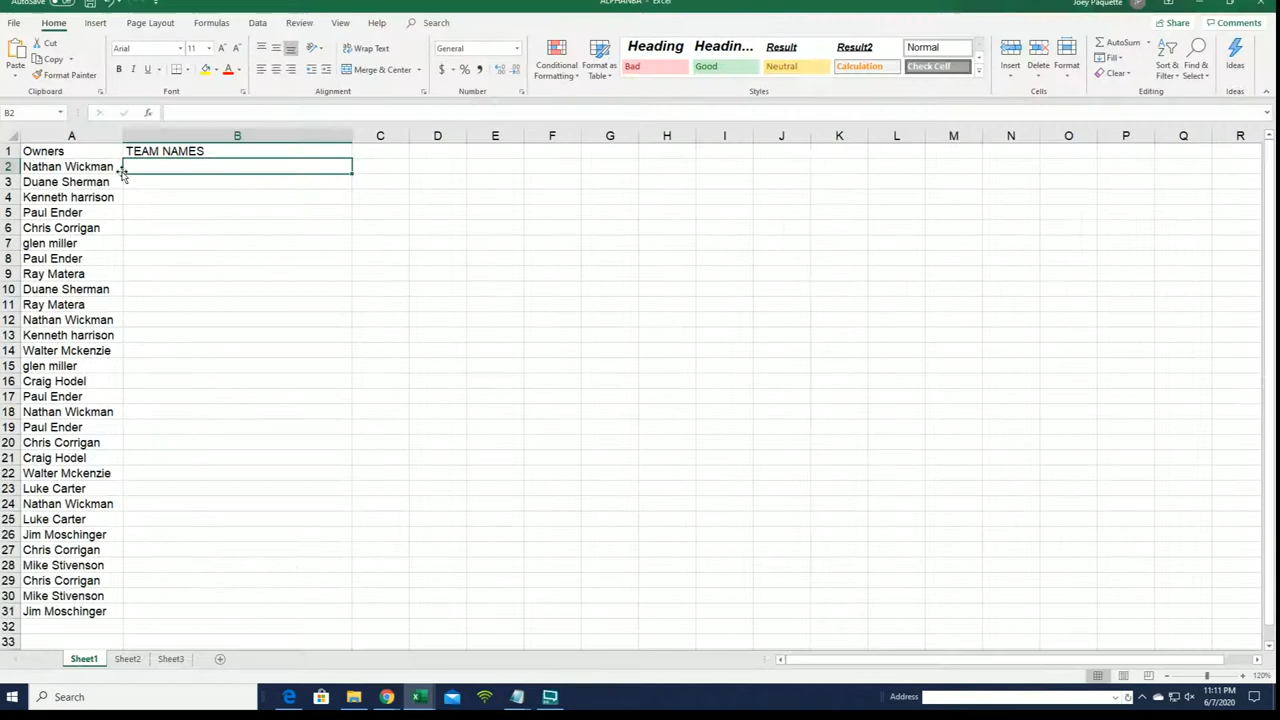 AutoSave Off ALPHANBA - Excel Joey Paquette JP
File Home Insert Page Layout Formulas Data Review View Help Search Share Comments
Paste Cut Copy Format Painter Clipboard
Arial 11 A A B I U A Font
Wrap Text Merge & Center Alignment
General $ % , Number
Conditional Formatting Format as Table
Heading Headin... Result Result2 Normal
Bad Good Neutral Calculation Check Cell
Styles
Insert Delete Format Cells
AutoSum Fill Clear Sort & Filter Find & Select Editing
Ideas Ideas
B2 fx
A B C D E F G H I J K L M N O P Q R
1 Owners TEAM NAMES
2 Nathan Wickman
3 Duane Sherman
4 Kenneth harrison
5 Paul Ender
6 Chris Corrigan
7 glen miller
8 Paul Ender
9 Ray Matera
10 Duane Sherman
11 Ray Matera
12 Nathan Wickman
13 Kenneth harrison
14 Walter Mckenzie
15 glen miller
16 Craig Hodel
17 Paul Ender
18 Nathan Wickman
19 Paul Ender
20 Chris Corrigan
21 Craig Hodel
22 Walter Mckenzie
23 Luke Carter
24 Nathan Wickman
25 Luke Carter
26 Jim Moschinger
27 Chris Corrigan
28 Mike Stivenson
29 Chris Corrigan
30 Mike Stivenson
31 Jim Moschinger
32
33
Sheet1 Sheet2 Sheet3
120%
Search Address 11:11 PM
6/7/2020